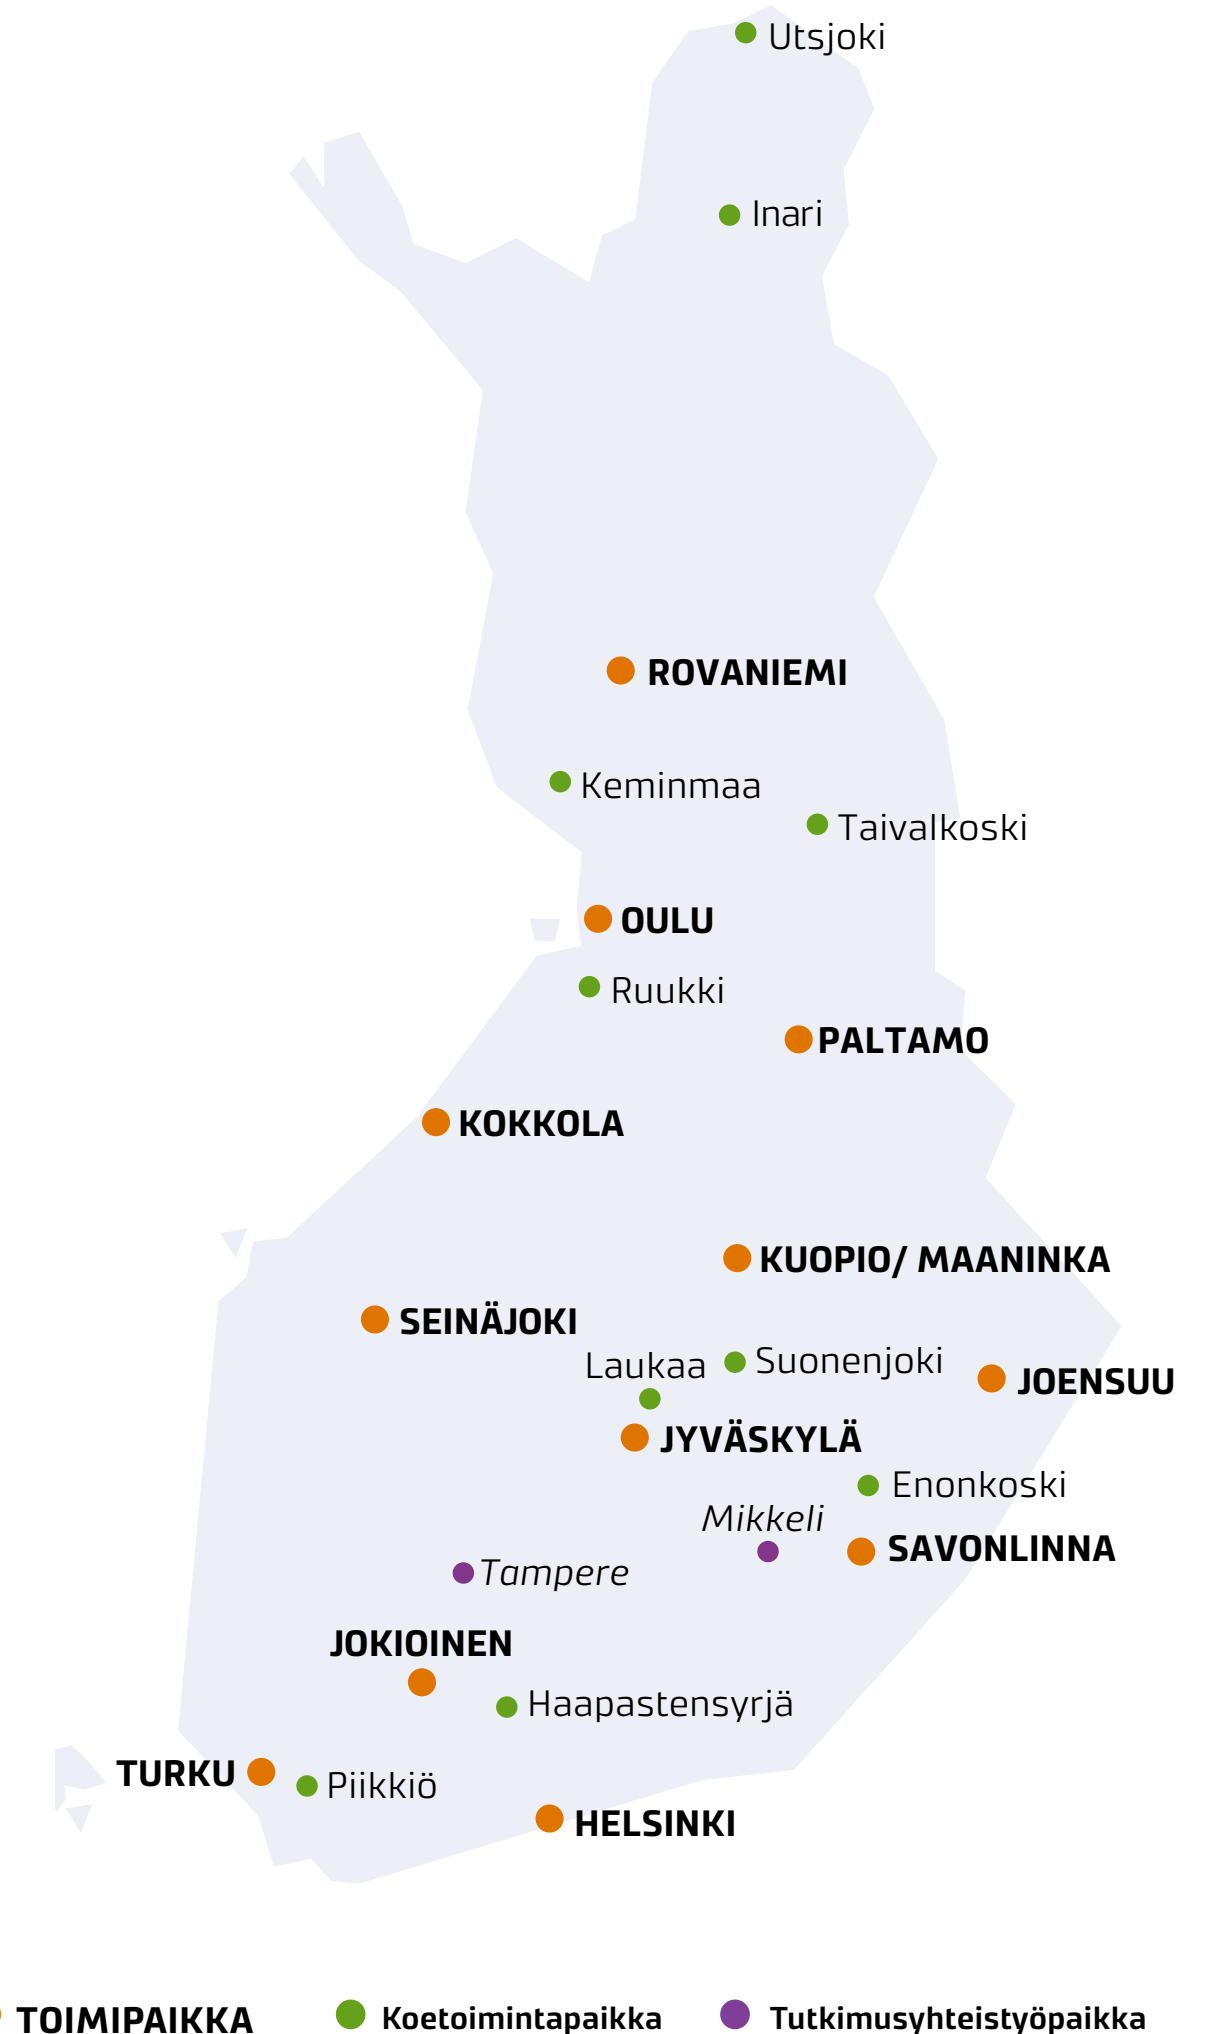 Utsjoki
Inari
ROVANIEMI
Keminmaa
Taivalkoski
OULU
Ruukki
PALTAMO
KOKKOLA
KUOPIO/ MAANINKA
SEINÄJOKI
Laukaa
Suonenjoki
JOENSUU
JYVÄSKYLÄ
Enonkoski
Mikkeli
SAVONLINNA
Tampere
JOKIOINEN
Haapastensyrjä
TURKU
Piikkiö
HELSINKI
TOIMIPAIKKA
Koetoimintapaikka
Tutkimusyhteistyöpaikka